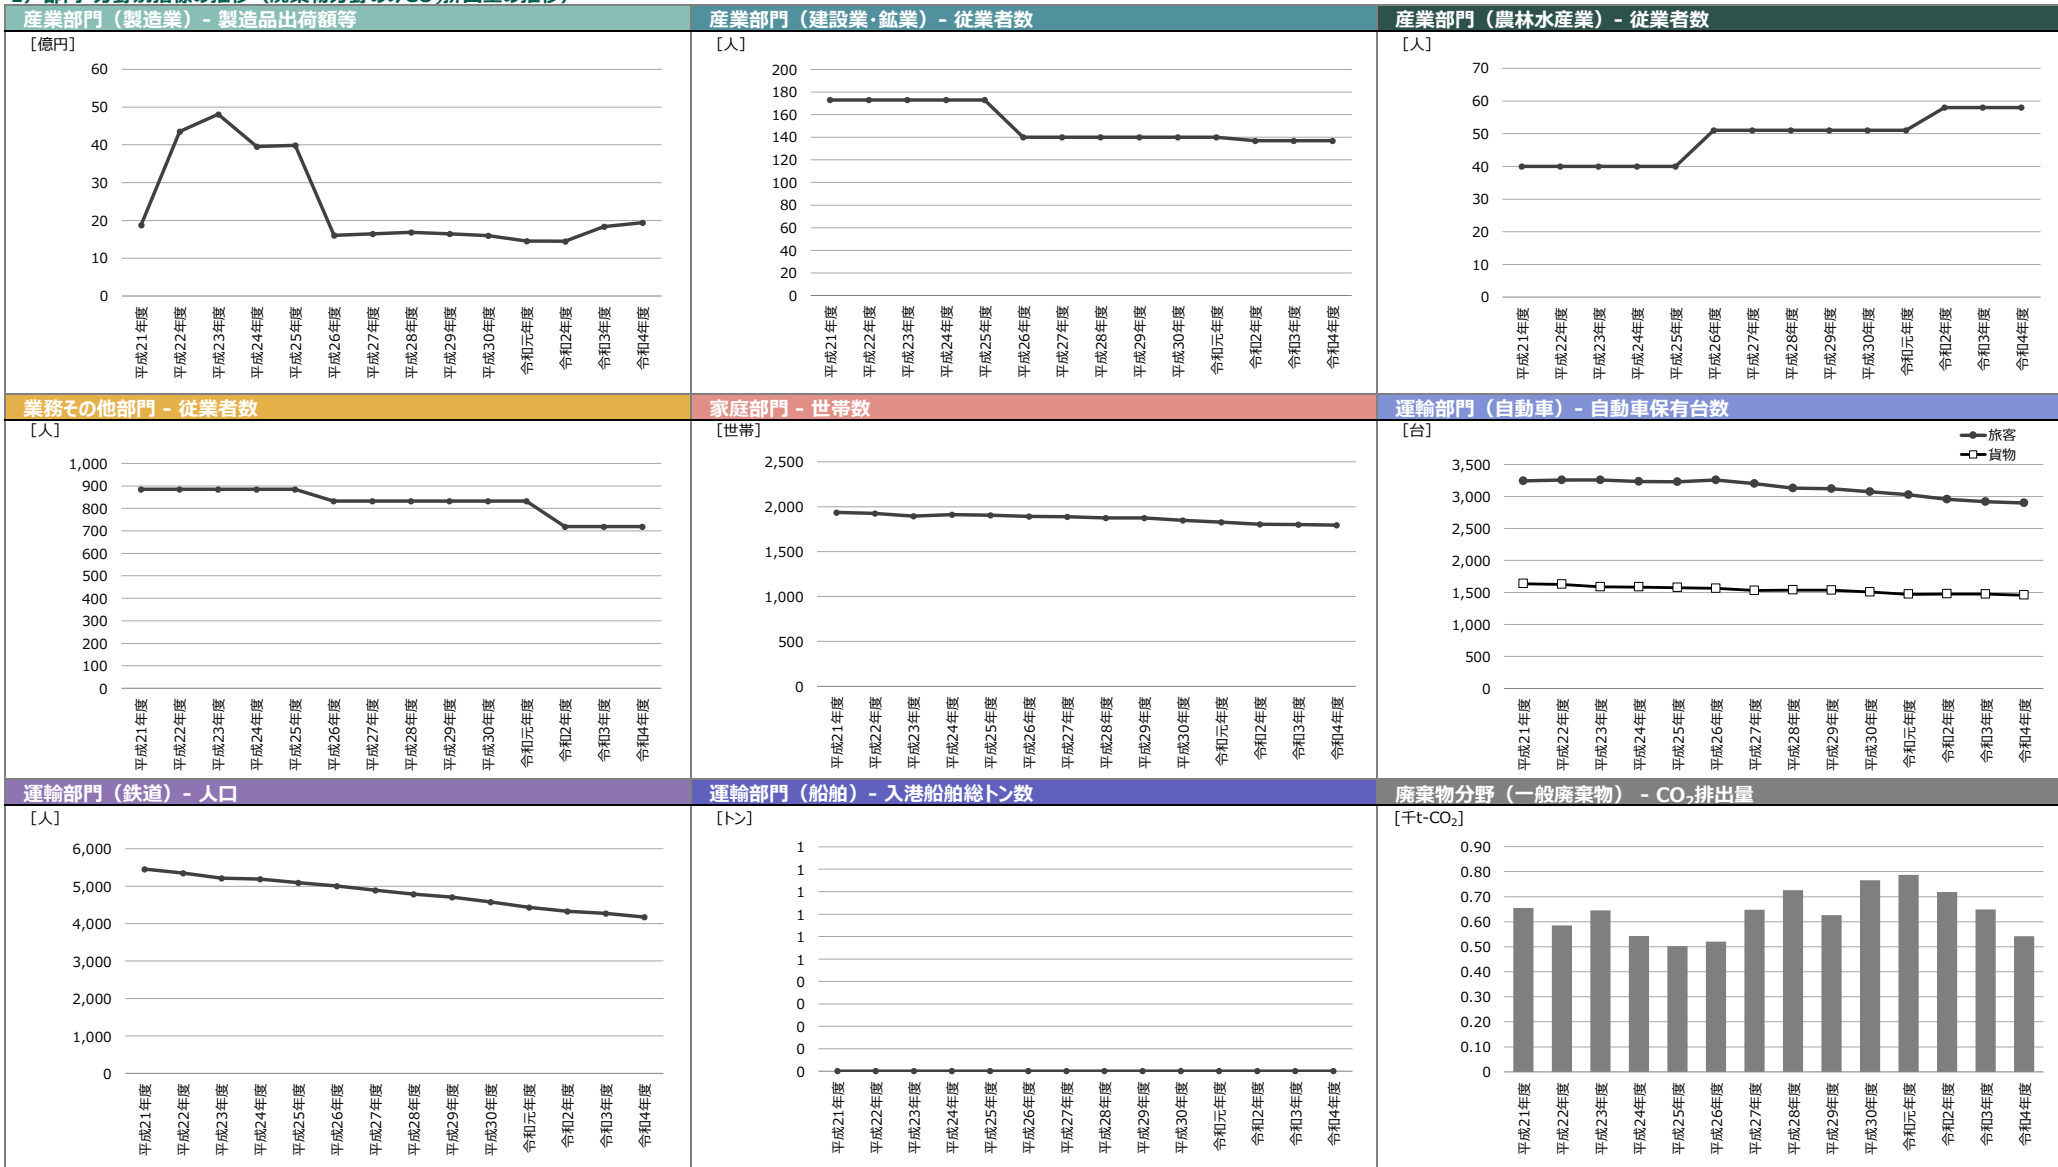 産業部門（製造業）- 製造品出荷額等
[億円]
60
50
40
30
20
10
0
平成21年度
平成22年度
平成23年度
平成24年度
平成25年度
平成26年度
平成27年度
平成28年度
平成29年度
平成30年度
令和元年度
令和2年度
令和3年度
令和4年度
産業部門（建設業・鉱業）- 従業者数
[人]
200
180
160
140
120
100
80
60
40
20
0
平成21年度
平成22年度
平成23年度
平成24年度
平成25年度
平成26年度
平成27年度
平成28年度
平成29年度
平成30年度
令和元年度
令和2年度
令和3年度
令和4年度
産業部門（農林水産業）- 従業者数
[人]
70
60
50
40
30
20
10
0
平成21年度
平成22年度
平成23年度
平成24年度
平成25年度
平成26年度
平成27年度
平成28年度
平成29年度
平成30年度
令和元年度
令和2年度
令和3年度
令和4年度
業務その他部門 - 従業者数
[人]
1,000
900
800
700
600
500
400
300
200
100
0
平成21年度
平成22年度
平成23年度
平成24年度
平成25年度
平成26年度
平成27年度
平成28年度
平成29年度
平成30年度
令和元年度
令和2年度
令和3年度
令和4年度
家庭部門 - 世帯数
[世帯]
2,500
2,000
1,500
1,000
500
0
平成21年度
平成22年度
平成23年度
平成24年度
平成25年度
平成26年度
平成27年度
平成28年度
平成29年度
平成30年度
令和元年度
令和2年度
令和3年度
令和4年度
運輸部門（自動車）- 自動車保有台数
[台]
旅客
貨物
3,500
3,000
2,500
2,000
1,500
1,000
500
0
平成21年度
平成22年度
平成23年度
平成24年度
平成25年度
平成26年度
平成27年度
平成28年度
平成29年度
平成30年度
令和元年度
令和2年度
令和3年度
令和4年度
運輸部門（鉄道）- 人口
[人]
6,000
5,000
4,000
3,000
2,000
1,000
0
平成21年度
平成22年度
平成23年度
平成24年度
平成25年度
平成26年度
平成27年度
平成28年度
平成29年度
平成30年度
令和元年度
令和2年度
令和3年度
令和4年度
運輸部門（船舶）- 入港船舶総トン数
[トン]
1
1
1
1
1
1
0
0
0
0
0
平成21年度
平成22年度
平成23年度
平成24年度
平成25年度
平成26年度
平成27年度
平成28年度
平成29年度
平成30年度
令和元年度
令和2年度
令和3年度
令和4年度
廃棄物分野（一般廃棄物） - CO₂排出量
[千t-CO₂]
0.90
0.80
0.70
0.60
0.50
0.40
0.30
0.20
0.10
0
平成21年度
平成22年度
平成23年度
平成24年度
平成25年度
平成26年度
平成27年度
平成28年度
平成29年度
平成30年度
令和元年度
令和2年度
令和3年度
令和4年度